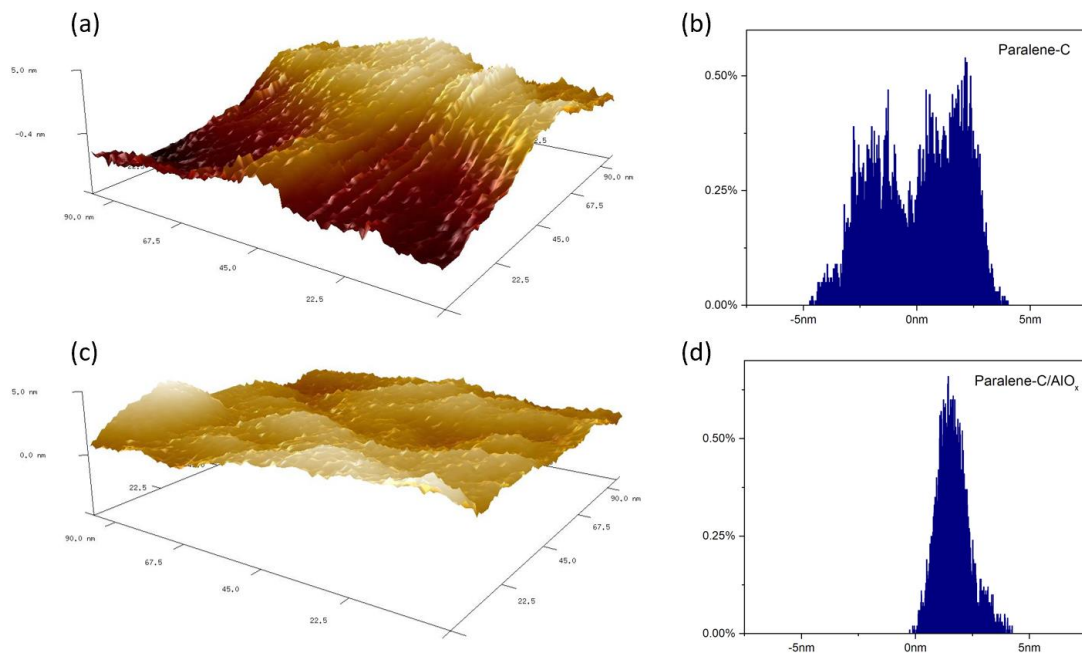 (a)
5.0 nm
-0.4 nm
90.0 nm
67.5
45.0
22.5
22.5
45.0
67.5
90.0 nm
(b)
Paralene-C
0.50%
0.25%
0.00%
-5nm
0nm
5nm
(c)
5.0 nm
0.0 nm
22.5
90.0 nm
67.5
45.0
22.5
22.5
45.0
67.5
90.0 nm
(d)
Paralene-C/AlOx
0.50%
0.25%
0.00%
-5nm
0nm
5nm